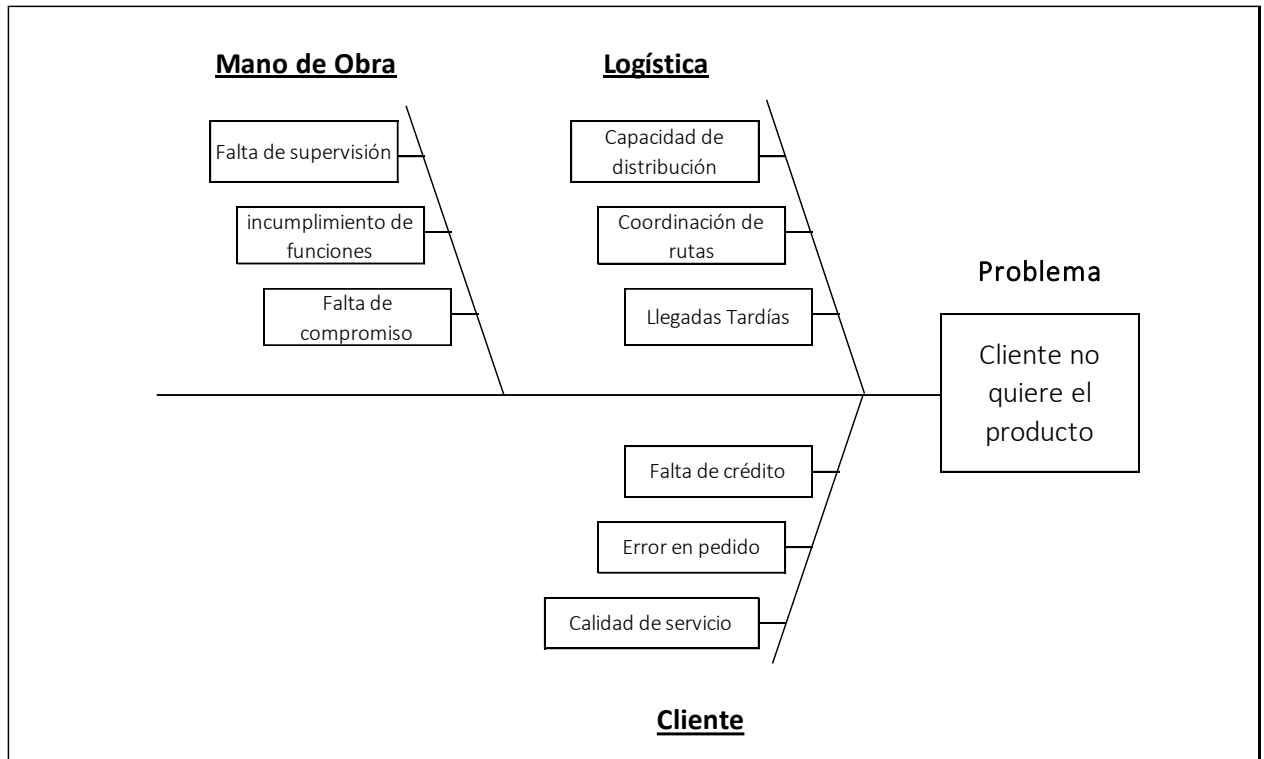 Mano de Obra
Falta de supervisión
incumplimiento de
funciones
Falta de
compromiso
Logística
Capacidad de
distribución
Coordinación de
rutas
Llegadas Tardías
Problema
Cliente no
quiere el
producto
Falta de crédito
Error en pedido
Calidad de servicio
Cliente